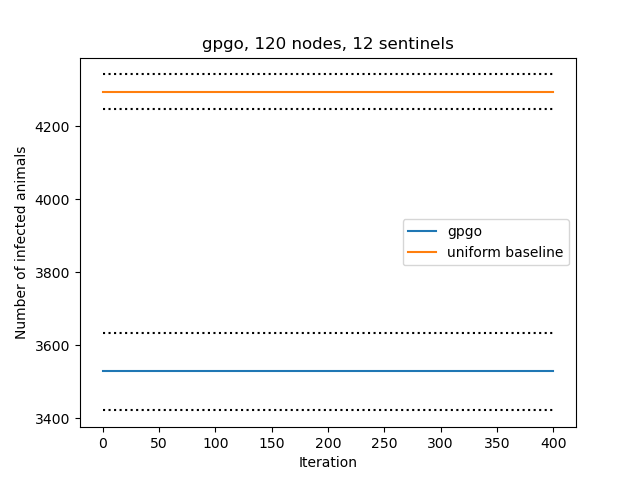 gpgo, 120 nodes, 12 sentinels
Number of infected animals
4200
4000
3800
3600
3400
gpgo
uniform baseline
0 50 100 150 200 250 300 350 400
Iteration